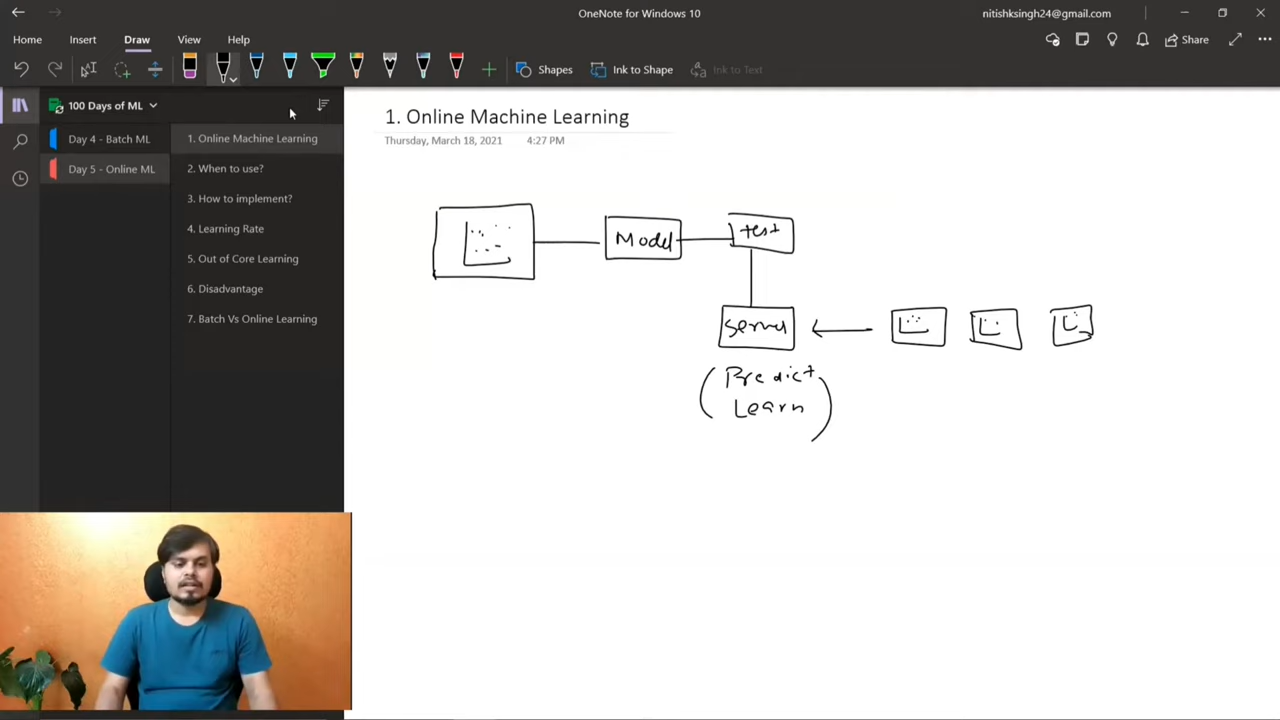 OneNote for Windows 10
nitishksingh24@gmail.com
Home Insert Draw View Help
Share
Shapes Ink to Shape Ink to Text
100 Days of ML
Day 4 - Batch ML
Day 5 - Online ML
1. Online Machine Learning
2. When to use?
3. How to implement?
4. Learning Rate
5. Out of Core Learning
6. Disadvantage
7. Batch Vs Online Learning
1. Online Machine Learning
Thursday, March 18, 2021 4:27 PM
Model
test
Server
(Predict
Learn)